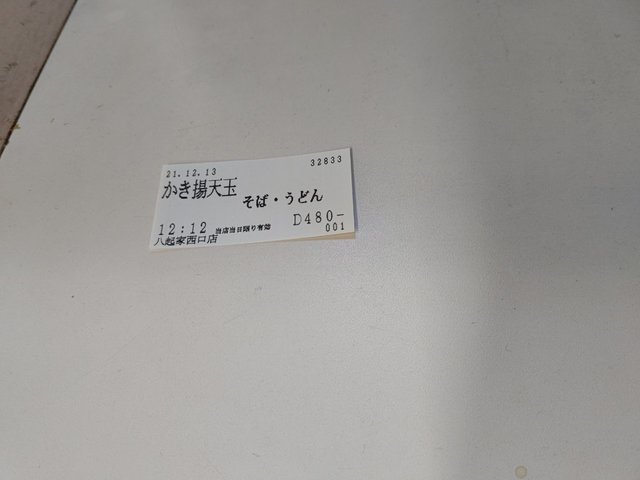 21.12.13 32833
かき揚天玉 そば・うどん
12:12 当店当日限り有効 D480-
八起家西口店 001